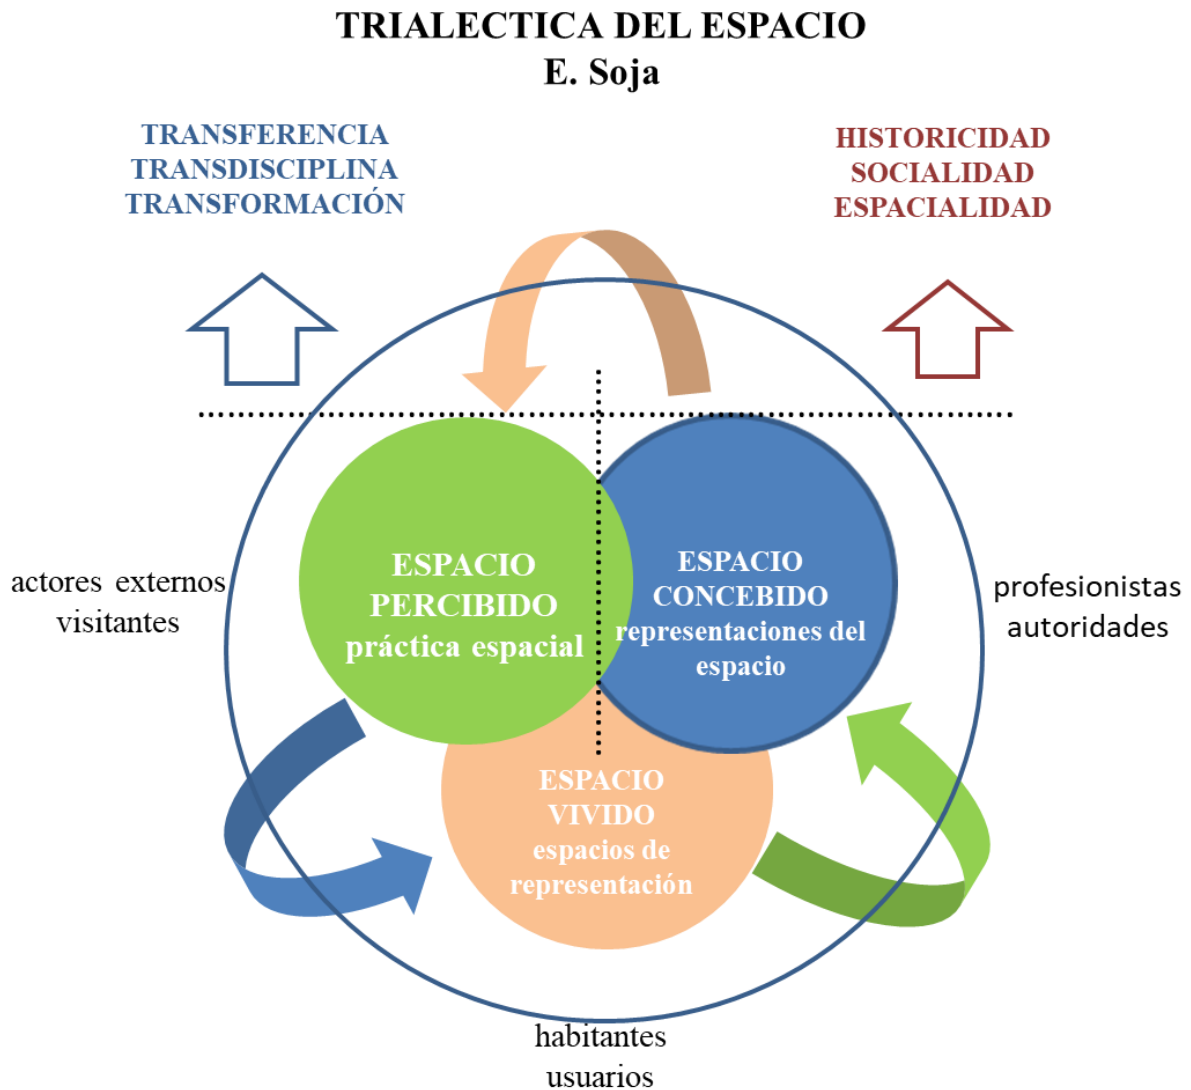 TRIALECTICA DEL ESPACIO
E. Soja
TRANSFERENCIA
TRANSDISCIPLINA
TRANSFORMACIÓN
HISTORICIDAD
SOCIALIDAD
ESPACIALIDAD
ESPACIO
PERCIBIDO
práctica espacial
ESPACIO
CONCEBIDO
representaciones del
espacio
actores externos
visitantes
profesionistas
autoridades
ESPACIO
VIVIDO
espacios de
representación
habitantes
usuarios